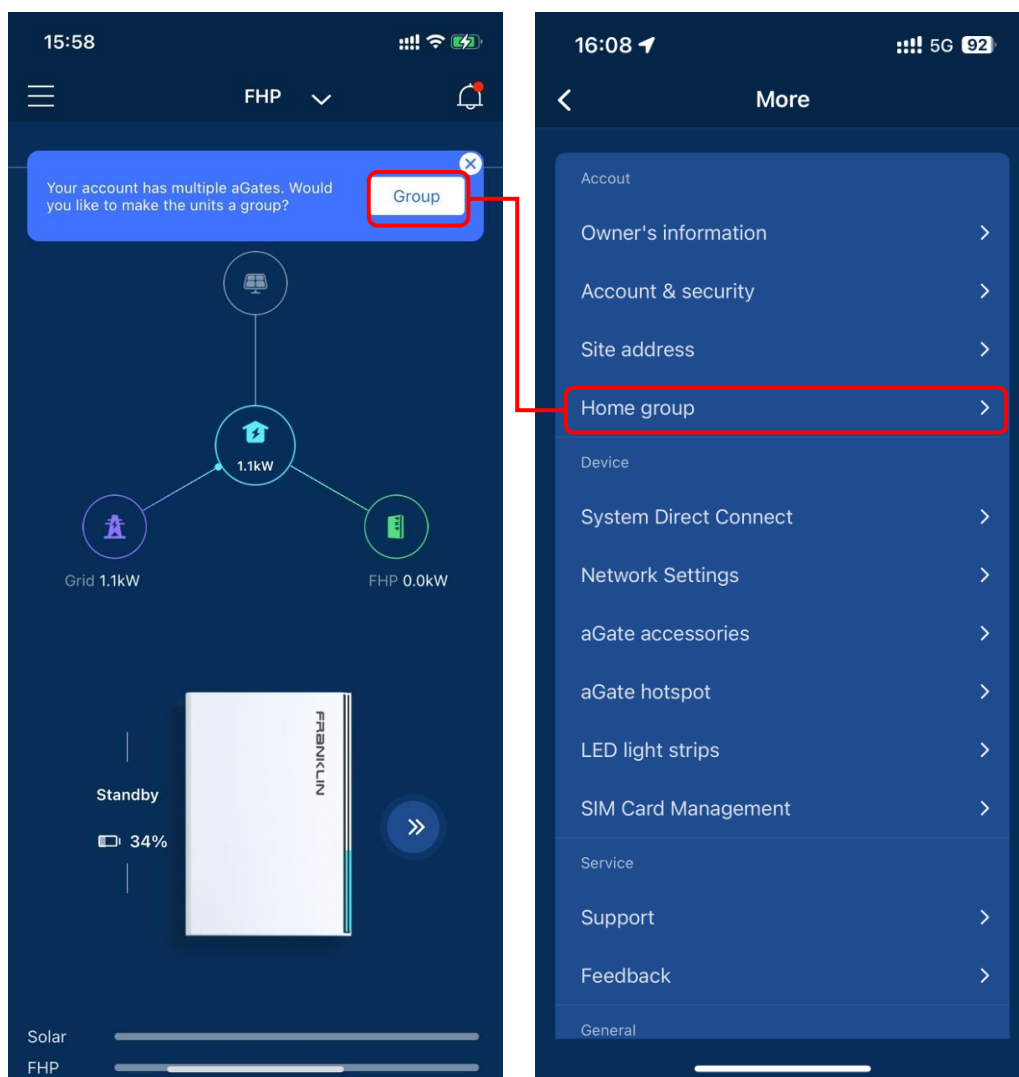 15:58
FHP
Your account has multiple aGates. Would
you like to make the units a group?
Group
1.1kW
Grid 1.1kW
FHP 0.0kW
FRANKLIN
Standby
34%
Solar
FHP
16:08
5G 92
More
Accout
Owner's information
Account & security
Site address
Home group
Device
System Direct Connect
Network Settings
aGate accessories
aGate hotspot
LED light strips
SIM Card Management
Service
Support
Feedback
General